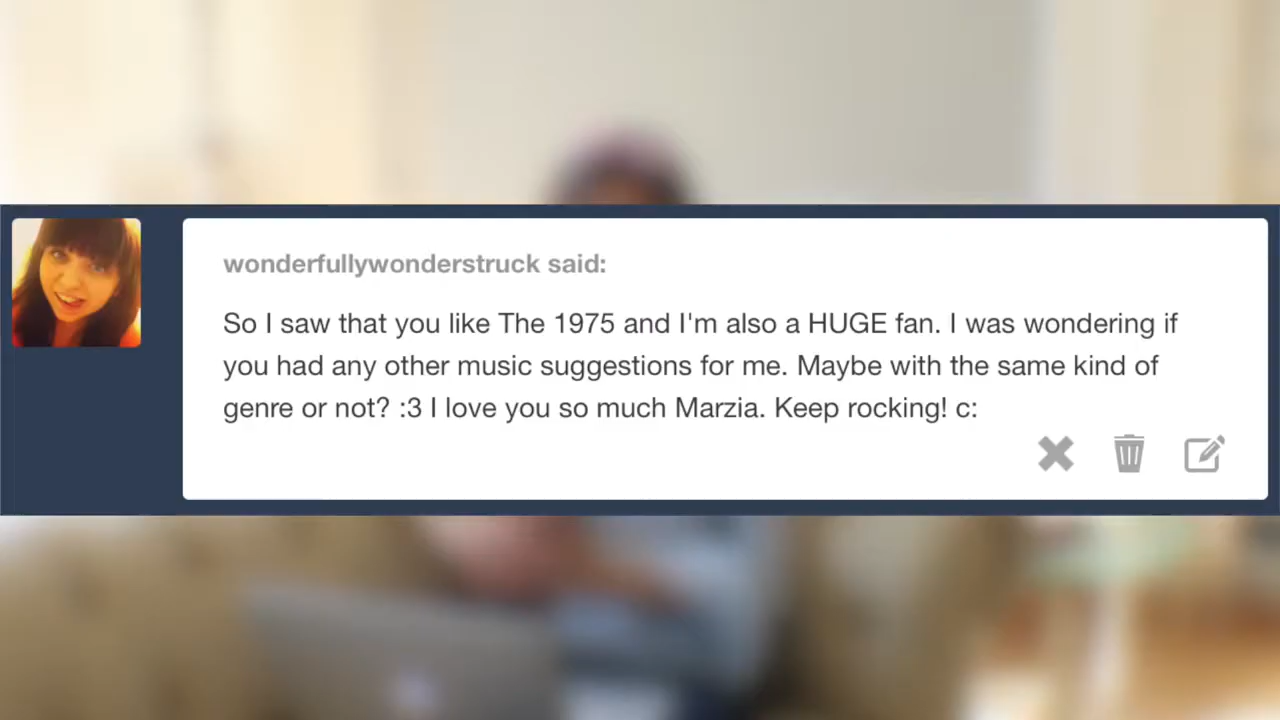 wonderfullywonderstruck said:
So I saw that you like The 1975 and I'm also a HUGE fan. I was wondering if
you had any other music suggestions for me. Maybe with the same kind of
genre or not? :3 I love you so much Marzia. Keep rocking! c: